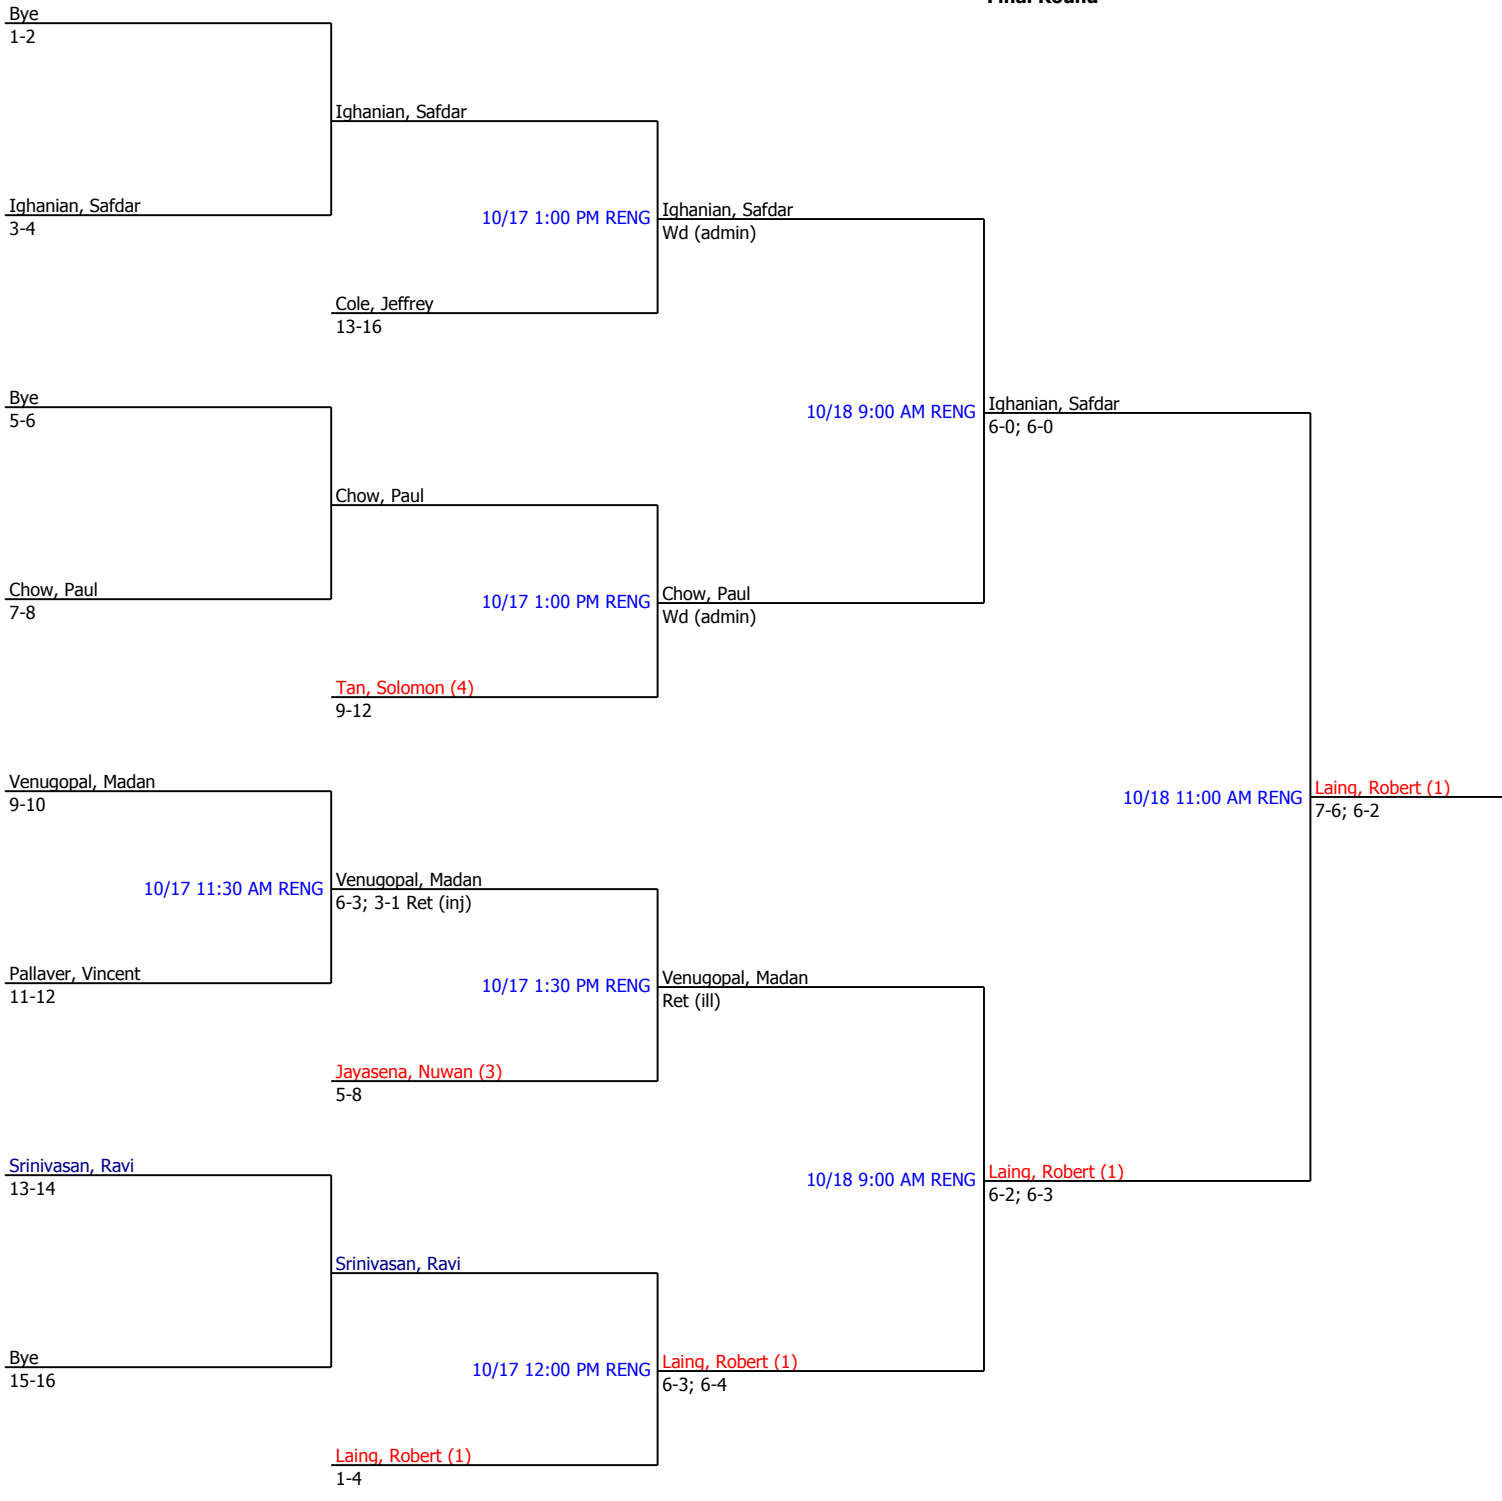 Final Round
Bye
1-2
Ighanian, Safdar
Ighanian, Safdar
3-4
10/17 1:00 PM RENG
Ighanian, Safdar
Wd (admin)
Cole, Jeffrey
13-16
Bye
5-6
10/18 9:00 AM RENG
Ighanian, Safdar
6-0; 6-0
Chow, Paul
Chow, Paul
7-8
10/17 1:00 PM RENG
Chow, Paul
Wd (admin)
Tan, Solomon (4)
9-12
Venugopal, Madan
9-10
10/18 11:00 AM RENG
Laing, Robert (1)
7-6; 6-2
10/17 11:30 AM RENG
Venugopal, Madan
6-3; 3-1 Ret (inj)
Pallaver, Vincent
11-12
10/17 1:30 PM RENG
Venugopal, Madan
Ret (ill)
Jayasena, Nuwan (3)
5-8
Srinivasan, Ravi
13-14
10/18 9:00 AM RENG
Laing, Robert (1)
6-2; 6-3
Srinivasan, Ravi
Bye
15-16
10/17 12:00 PM RENG
Laing, Robert (1)
6-3; 6-4
Laing, Robert (1)
1-4